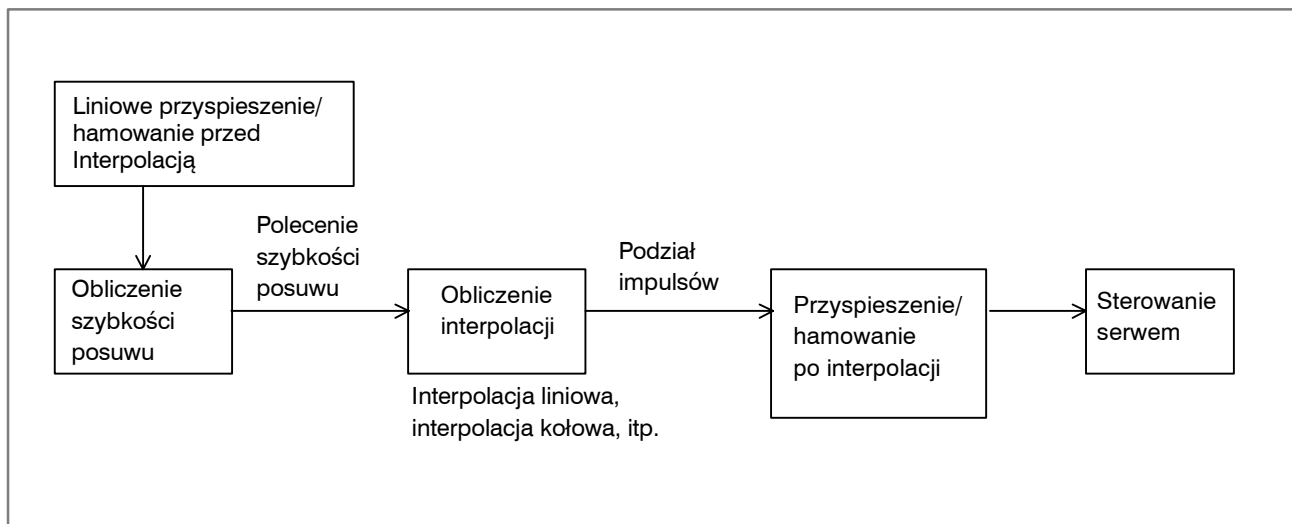 Liniowe przyspieszenie/
hamowanie przed
Interpolacją
Polecenie
szybkości
posuwu
Podział
impulsów
Obliczenie
szybkości
posuwu
Obliczenie
interpolacji
Przyspieszenie/
hamowanie
po interpolacji
Sterowanie
serwem
Interpolacja liniowa,
interpolacja kołowa, itp.